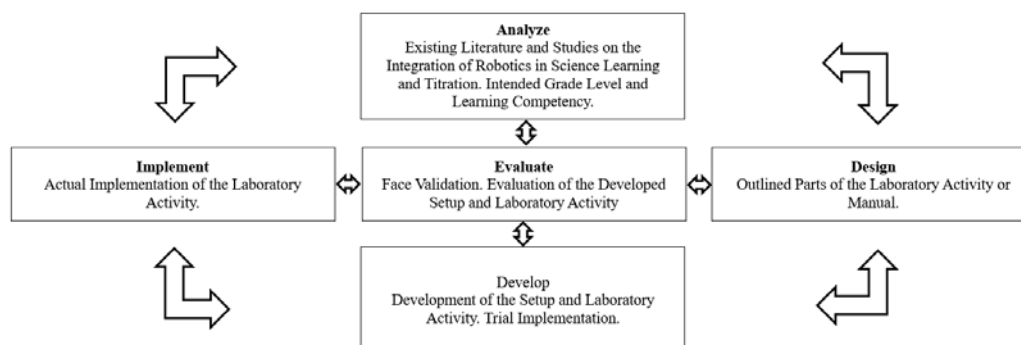 Analyze
Existing Literature and Studies on the
Integration of Robotics in Science Learning
and Titration. Intended Grade Level and
Learning Competency.
Implement
Actual Implementation of the Laboratory
Activity.
Evaluate
Face Validation. Evaluation of the Developed
Setup and Laboratory Activity
Design
Outlined Parts of the Laboratory Activity or
Manual.
Develop
Development of the Setup and Laboratory
Activity. Trial Implementation.